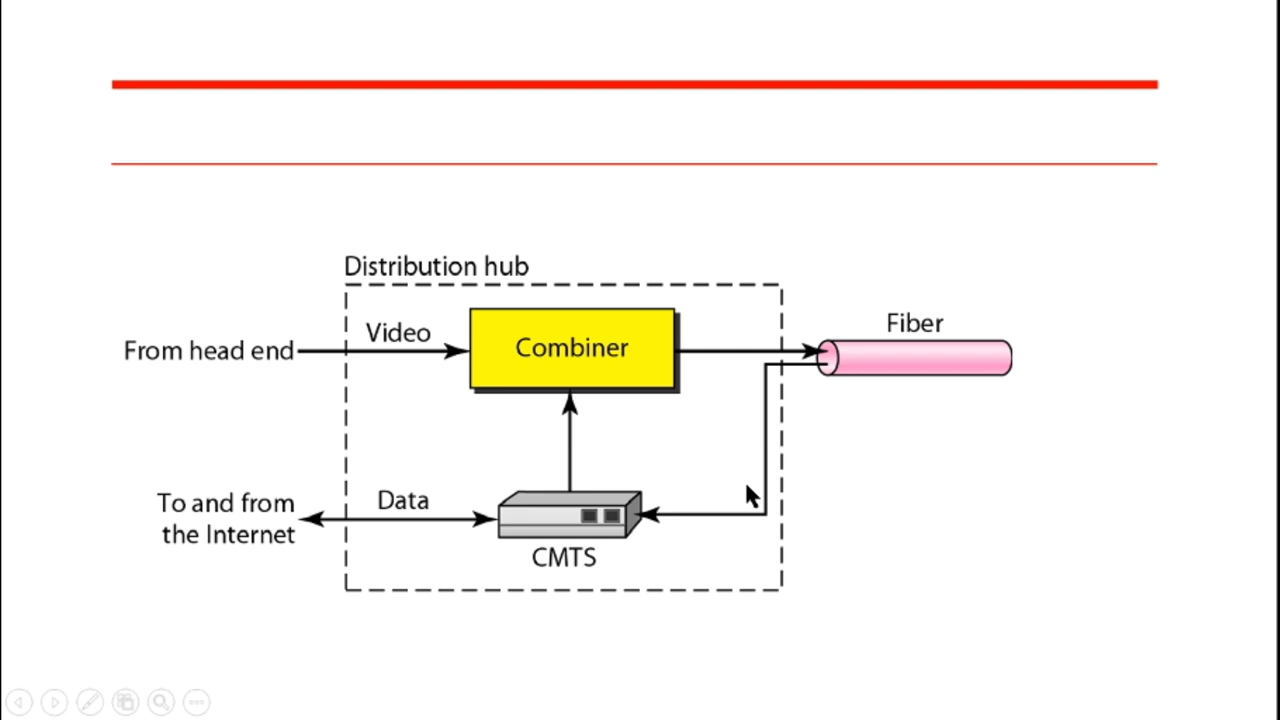 Distribution hub
Fiber
Video
From head end
Combiner
To and from
the Internet
Data
CMTS